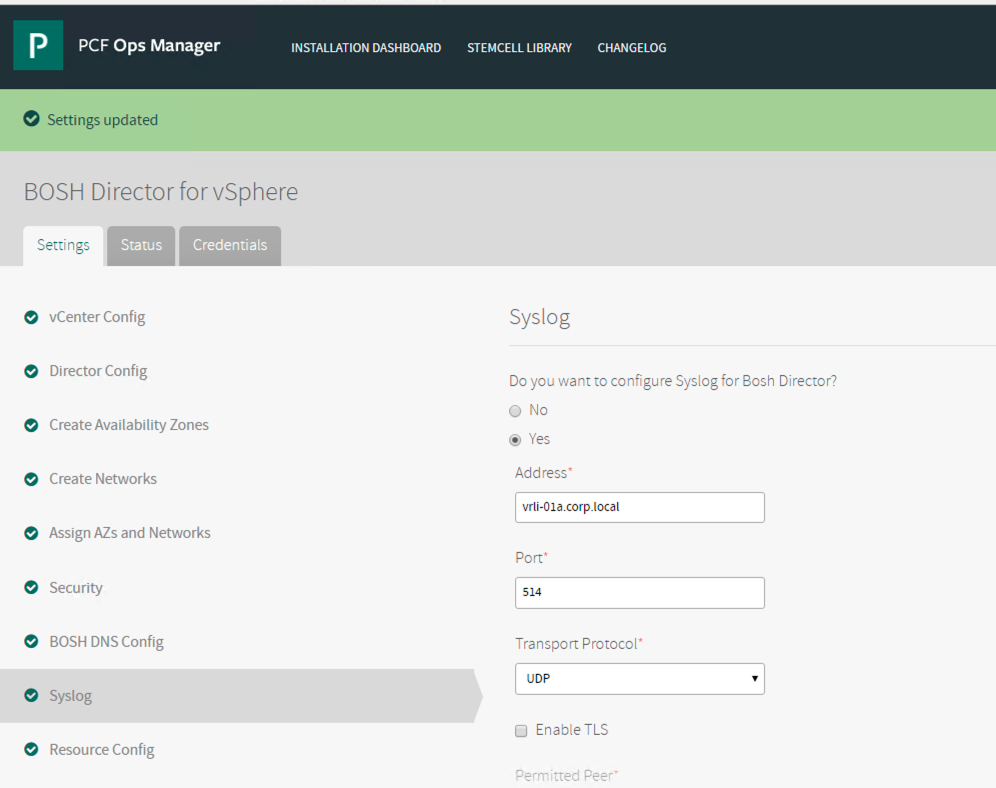 P PCF Ops Manager INSTALLATION DASHBOARD STEMCELL LIBRARY CHANGELOG
Settings updated
BOSH Director for vSphere
Settings Status Credentials
vCenter Config
Director Config
Create Availability Zones
Create Networks
Assign AZs and Networks
Security
BOSH DNS Config
Syslog
Resource Config
Syslog
Do you want to configure Syslog for Bosh Director?
No
Yes
Address*
vrli-01a.corp.local
Port*
514
Transport Protocol*
UDP
Enable TLS
Permitted Peer*